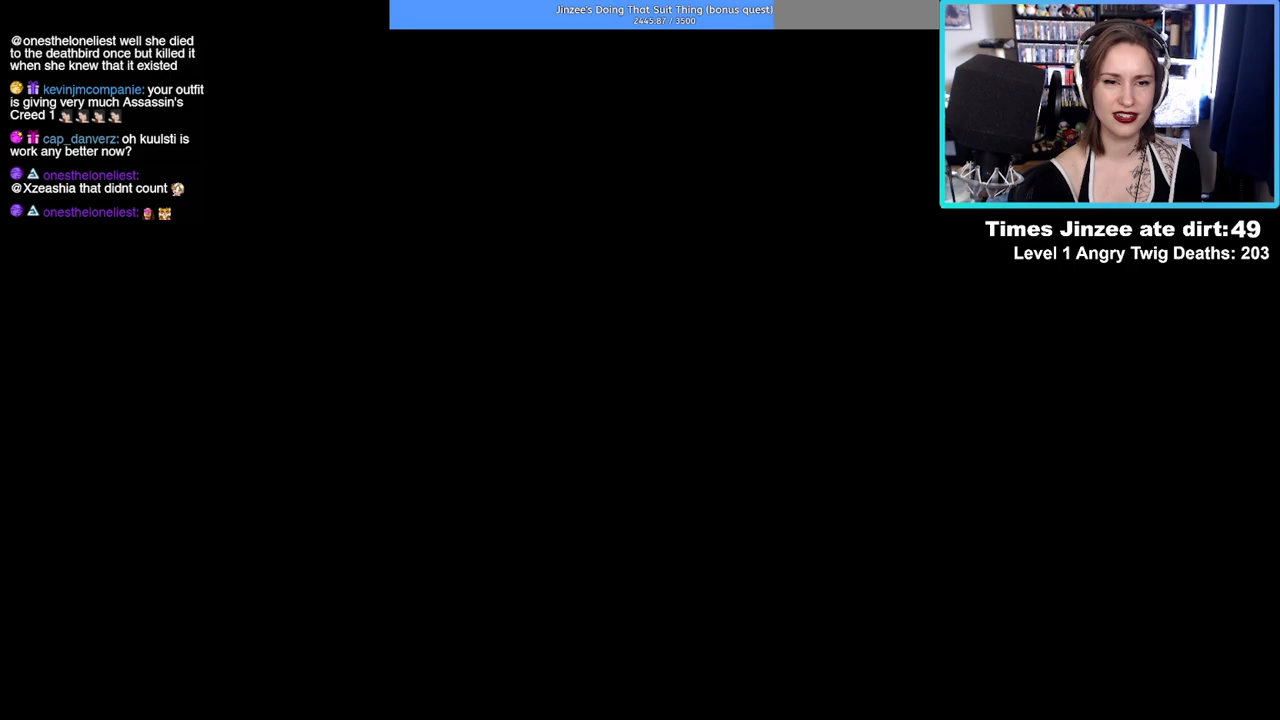 Jinzee's Doing That Suit Thing (bonus quest)
2445.87 / 3500
@onestheloneliest well she died
to the deathbird once but killed it
when she knew that it existed
kevinjmcompanie: your outfit
is giving very much Assassin's
Creed 1
cap_danverz: oh kuulsti is
work any better now?
onestheloneliest:
@Xzeashia that didnt count
onestheloneliest:
Times Jinzee ate dirt: 49
Level 1 Angry Twig Deaths: 203